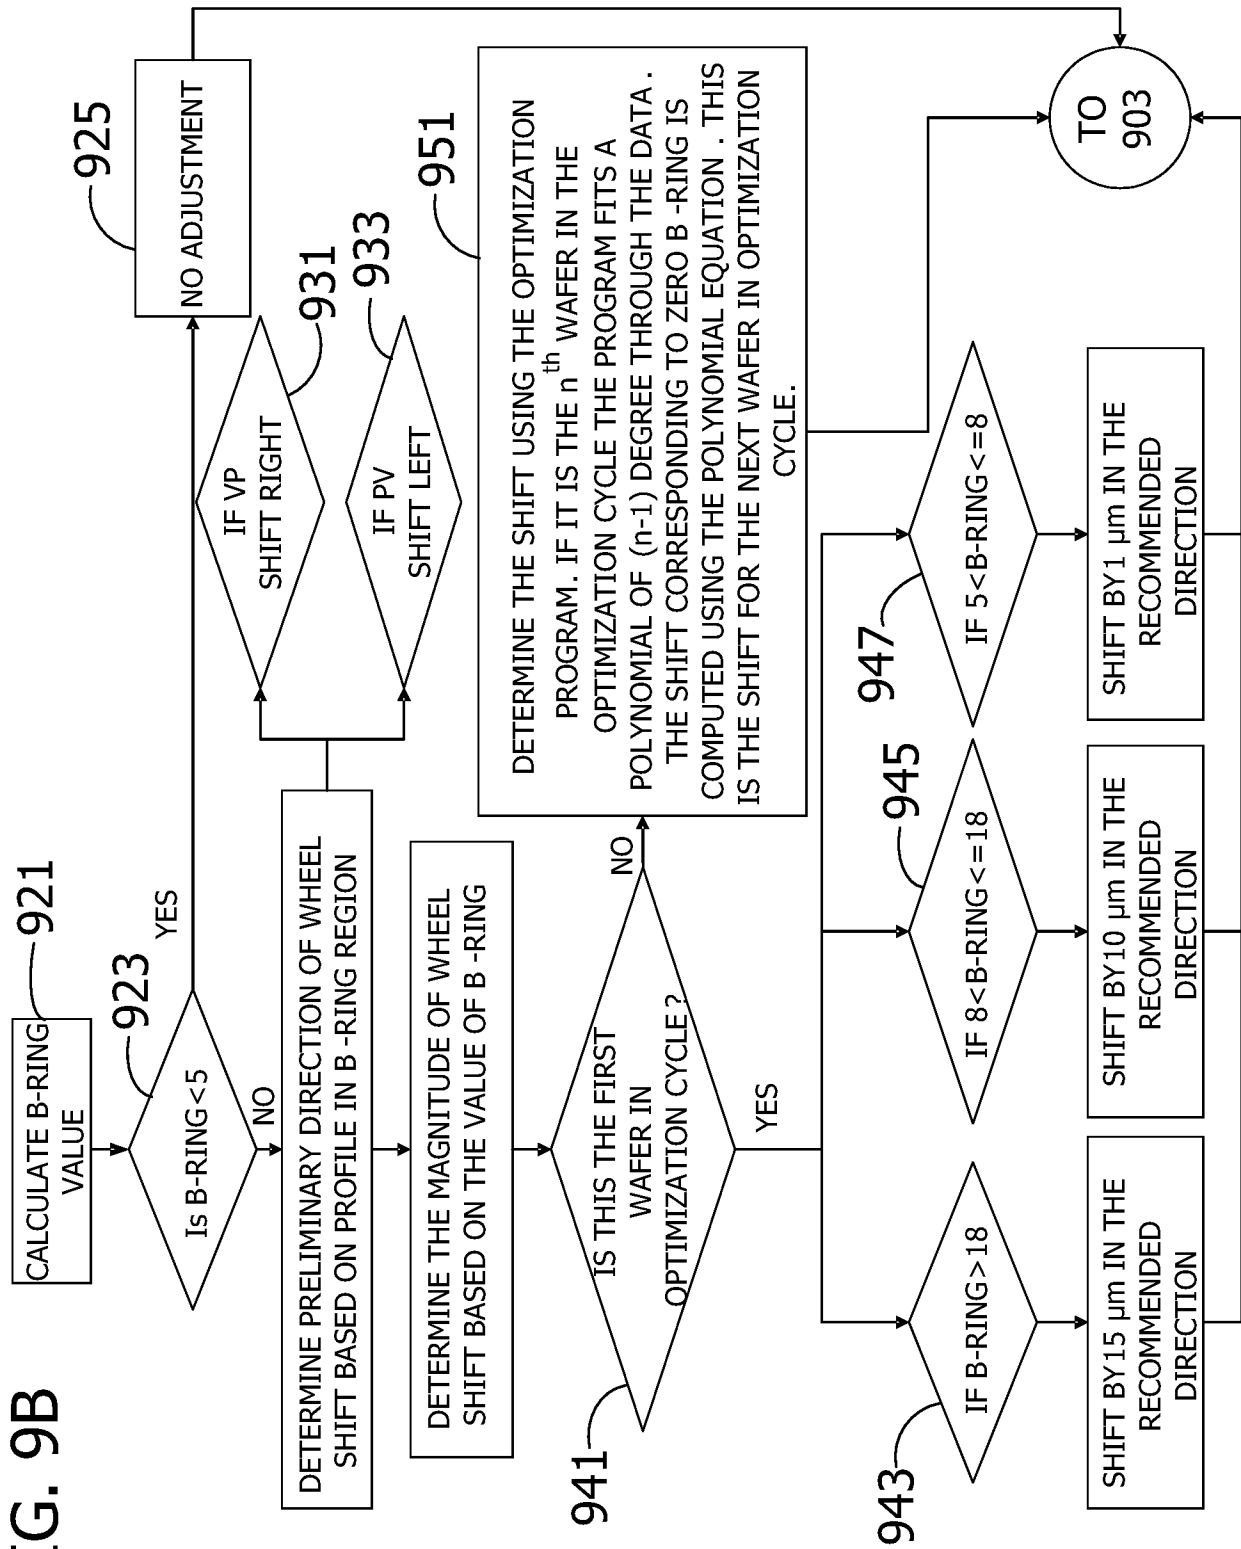 IG. 9B
CALCULATE B-RING
VALUE
921
Is B-RING<5
923
YES
NO
NO ADJUSTMENT
925
DETERMINE PRELIMINARY DIRECTION OF WHEEL
SHIFT BASED ON PROFILE IN B -RING REGION
IF VP
SHIFT RIGHT
931
IF PV
SHIFT LEFT
933
DETERMINE THE MAGNITUDE OF WHEEL
SHIFT BASED ON THE VALUE OF B -RING
IS THIS THE FIRST
WAFER IN
OPTIMIZATION CYCLE?
941
NO
YES
DETERMINE THE SHIFT USING THE OPTIMIZATION
PROGRAM. IF IT IS THE nth WAFER IN THE
OPTIMIZATION CYCLE THE PROGRAM FITS A
POLYNOMIAL OF (n-1) DEGREE THROUGH THE DATA .
THE SHIFT CORRESPONDING TO ZERO B -RING IS
COMPUTED USING THE POLYNOMIAL EQUATION . THIS
IS THE SHIFT FOR THE NEXT WAFER IN OPTIMIZATION
CYCLE.
951
IF B-RING>18
943
IF 8<B-RING<=18
945
IF 5<B-RING<=8
947
SHIFT BY15 µm IN THE
RECOMMENDED
DIRECTION
SHIFT BY10 µm IN THE
RECOMMENDED
DIRECTION
SHIFT BY1 µm IN THE
RECOMMENDED
DIRECTION
TO
903